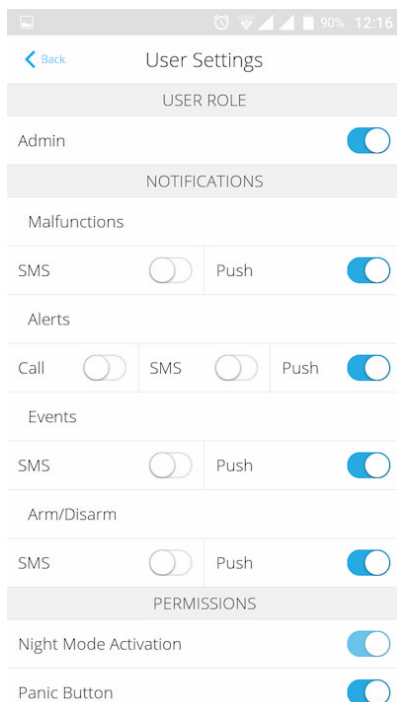 90% 12:16
Back User Settings
USER ROLE
Admin
NOTIFICATIONS
Malfunctions
SMS Push
Alerts
Call SMS Push
Events
SMS Push
Arm/Disarm
SMS Push
PERMISSIONS
Night Mode Activation
Panic Button